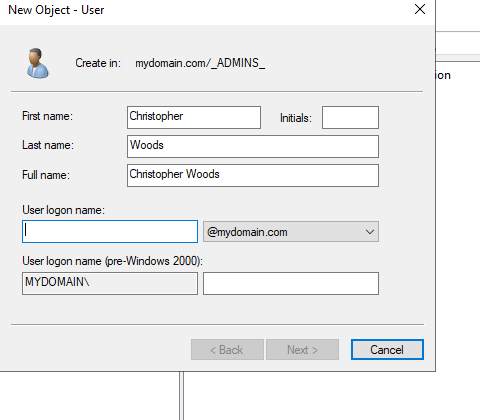 New Object - User
Create in: mydomain.com/_ADMINS_
First name: Christopher Initials:
Last name: Woods
Full name: Christopher Woods
User logon name:
@mydomain.com
User logon name (pre-Windows 2000):
MYDOMAIN\
< Back Next > Cancel